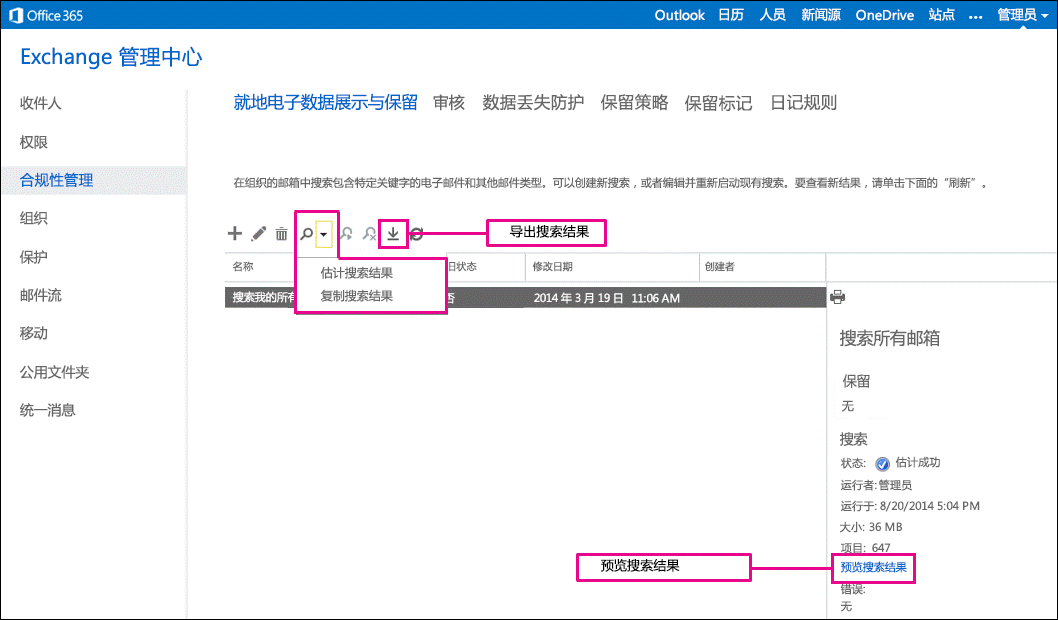 Office 365
Outlook 日历 人员 新闻源 OneDrive 站点 ... 管理员
Exchange 管理中心
收件人
权限
合规性管理
组织
保护
邮件流
移动
公用文件夹
统一消息
就地电子数据展示与保留 审核 数据丢失防护 保留策略 保留标记 日记规则
在组织的邮箱中搜索包含特定关键字的电子邮件和其他邮件类型。可以创建新搜索，或者编辑并重新启动现有搜索。要查看新结果，请单击下面的“刷新”。
导出搜索结果
估计搜索结果
复制搜索结果
名称 状态 修改日期 创建者
搜索我的所有 否 2014 年 3 月 19 日 11:06 AM
搜索所有邮箱
保留
无
搜索
状态: 估计成功
运行者:管理员
运行于: 8/20/2014 5:04 PM
大小: 36 MB
项目: 647
预览搜索结果
预览搜索结果
错误:
无